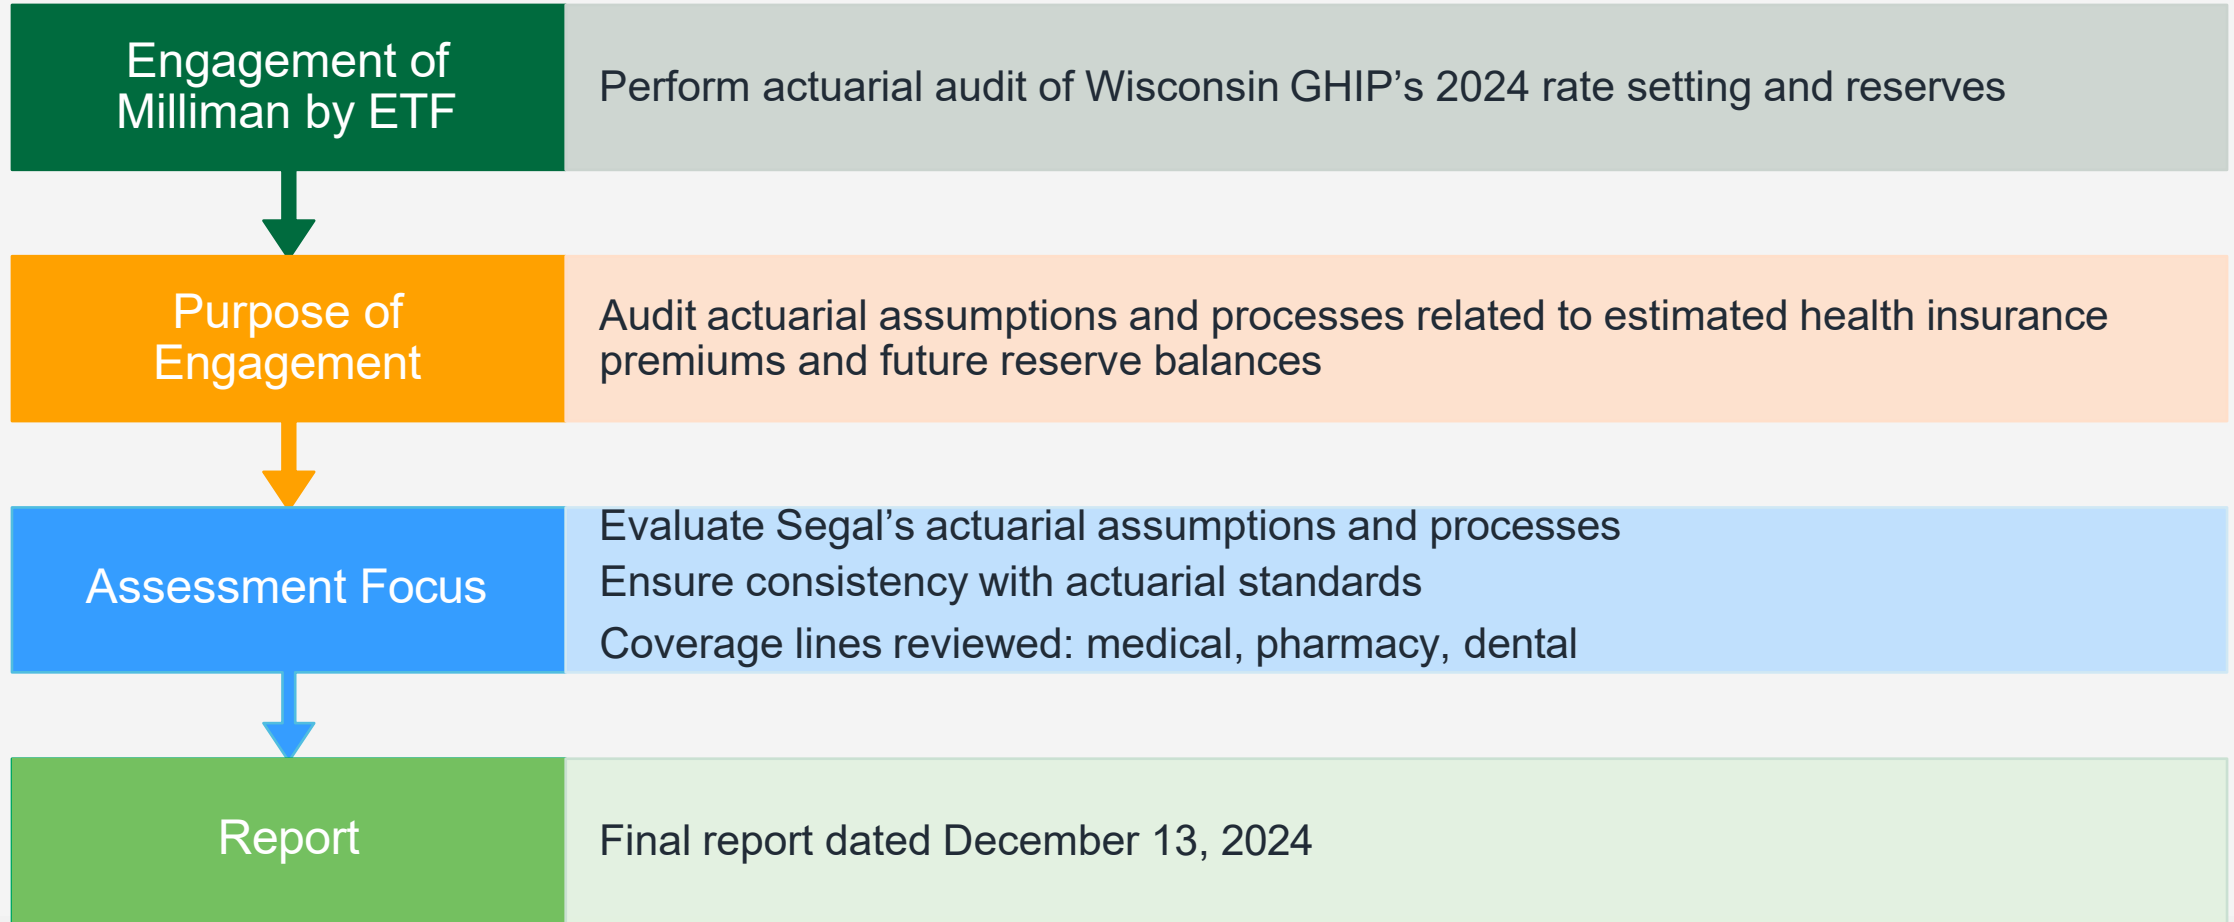 Engagement of
Milliman by ETF
Perform actuarial audit of Wisconsin GHIP’s 2024 rate setting and reserves
Purpose of
Engagement
Audit actuarial assumptions and processes related to estimated health insurance
premiums and future reserve balances
Assessment Focus
Evaluate Segal’s actuarial assumptions and processes
Ensure consistency with actuarial standards
Coverage lines reviewed: medical, pharmacy, dental
Report
Final report dated December 13, 2024